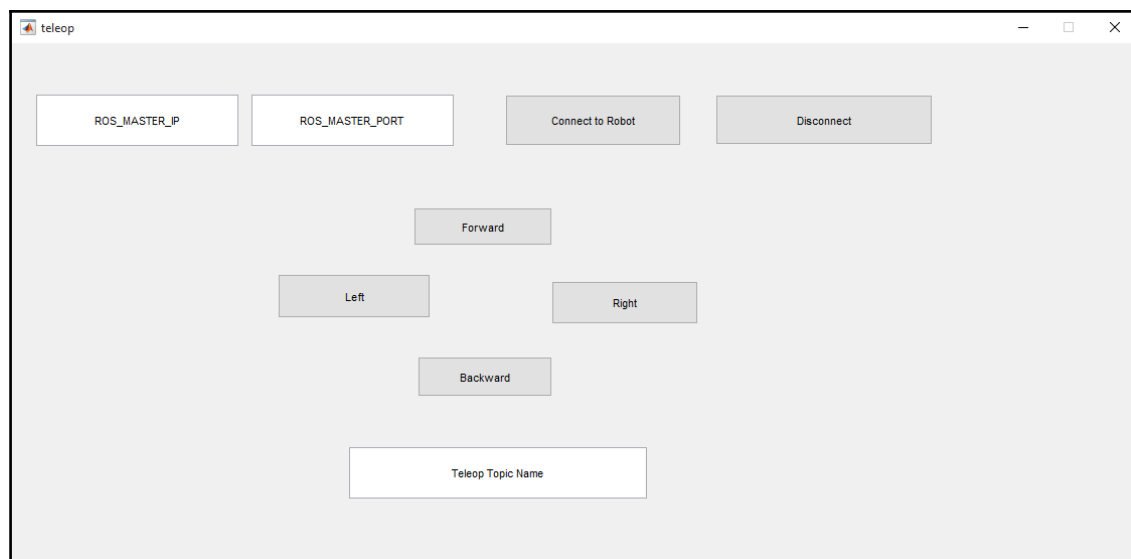 teleop
ROS_MASTER_IP
ROS_MASTER_PORT
Connect to Robot
Disconnect
Forward
Left
Right
Backward
Teleop Topic Name